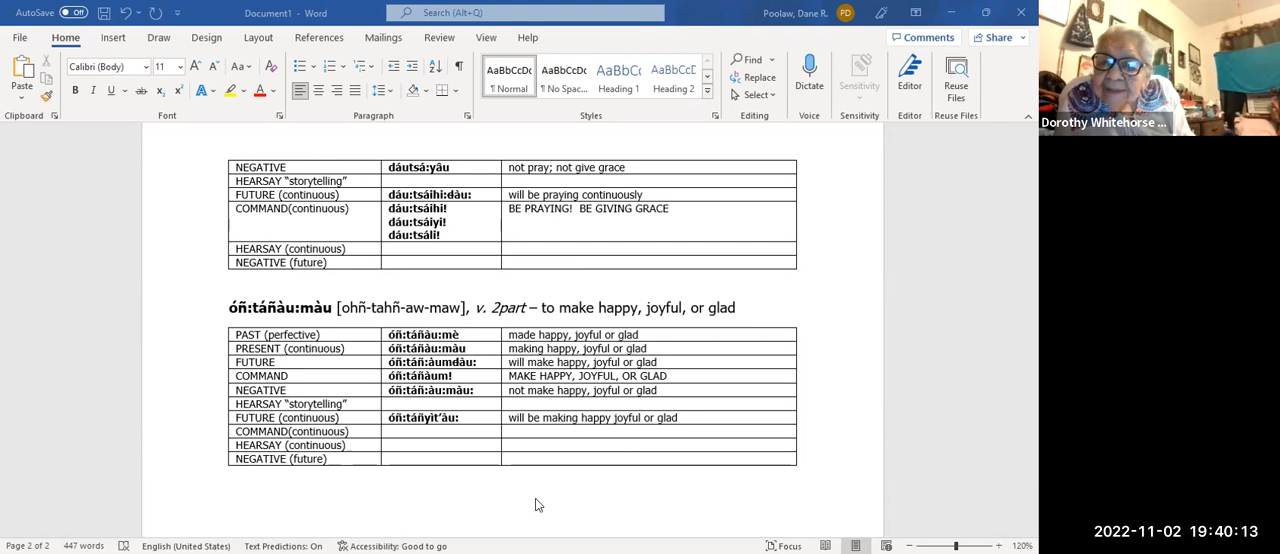 AutoSave Off Document1 - Word Search (Alt+Q) Poolaw, Dane R. PD
File Home Insert Draw Design Layout References Mailings Review View Help Comments Share
Calibri (Body) 11 Aa
Paste B I U ab x₂ x² A A
AaBbCcDc AaBbCcDc AaBbCc AaBbCcD
¶ Normal ¶ No Spac... Heading 1 Heading 2
Find Replace Select
Dictate Sensitivity Editor Reuse Files
Clipboard Font Paragraph Styles Editing Voice Sensitivity Editor Reuse Files
Dorothy Whitehorse ...
NEGATIVE dáutsá:yâu not pray; not give grace
HEARSAY “storytelling”
FUTURE (continuous) dáu:tsáihi:đàu: will be praying continuously
COMMAND(continuous) dáu:tsáihi! BE PRAYING! BE GIVING GRACE
dáu:tsáiyi!
dáu:tsáli!
HEARSAY (continuous)
NEGATIVE (future)
óñ:táñàu:màu [ohñ-tahñ-aw-maw], v. 2part – to make happy, joyful, or glad
PAST (perfective) óñ:táñàu:mè made happy, joyful or glad
PRESENT (continuous) óñ:táñàu:màu making happy, joyful or glad
FUTURE óñ:táñ:àumđàu: will make happy, joyful or glad
COMMAND óñ:táñàum! MAKE HAPPY, JOYFUL, OR GLAD
NEGATIVE óñ:táñ:àu:màu: not make happy, joyful or glad
HEARSAY “storytelling”
FUTURE (continuous) óñ:táñyìt’àu: will be making happy joyful or glad
COMMAND(continuous)
HEARSAY (continuous)
NEGATIVE (future)
2022-11-02 19:40:13
Page 2 of 2 447 words English (United States) Text Predictions: On Accessibility: Good to go Focus 120%